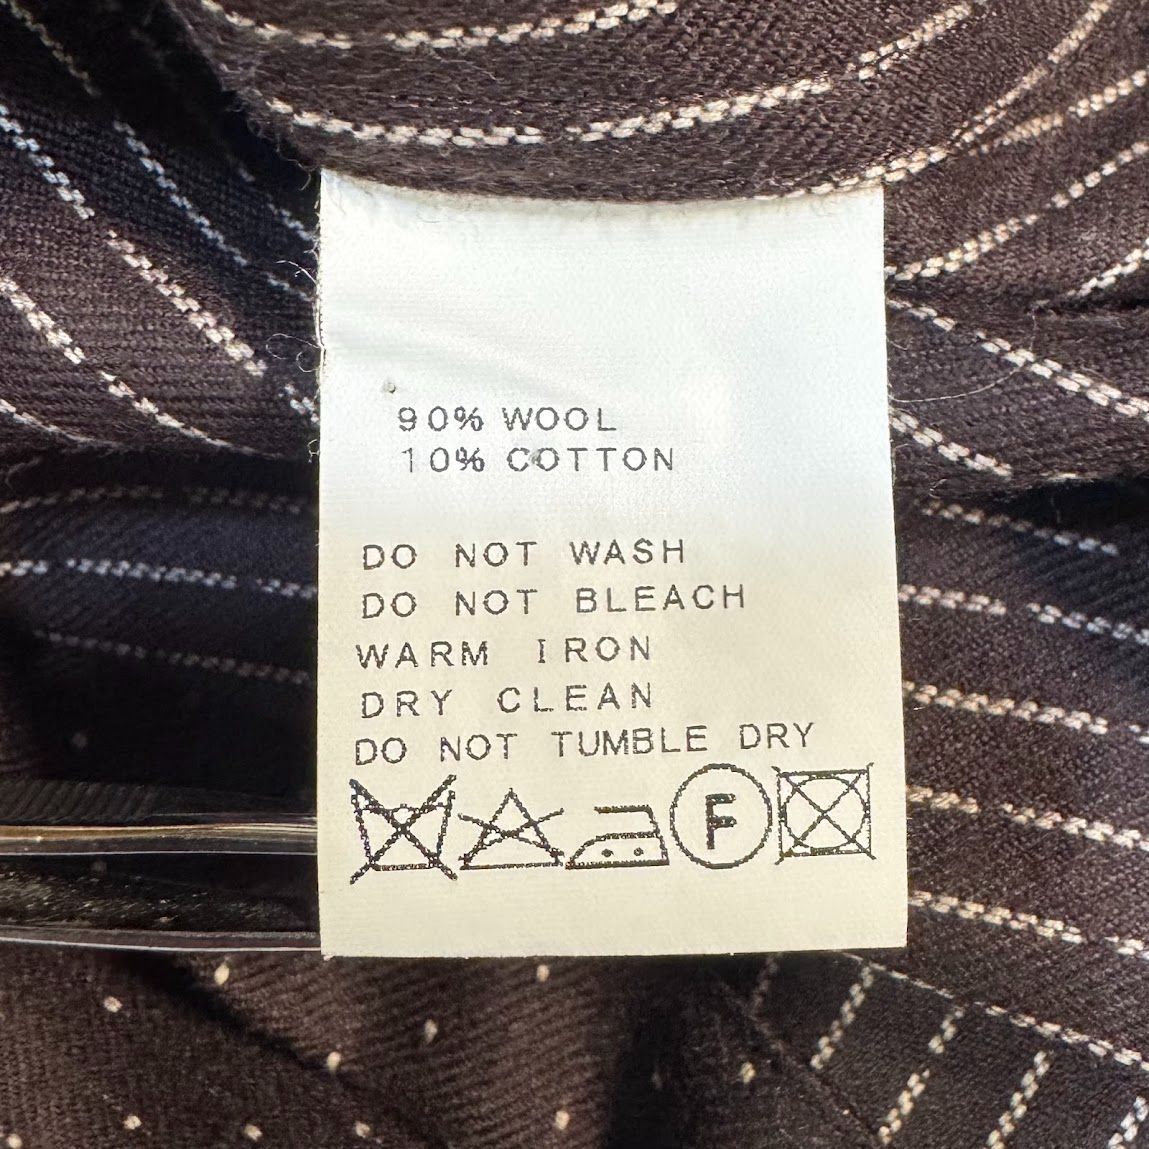 90% WOOL
10% COTTON
DO NOT WASH
DO NOT BLEACH
WARM IRON
DRY CLEAN
DO NOT TUMBLE DRY
F